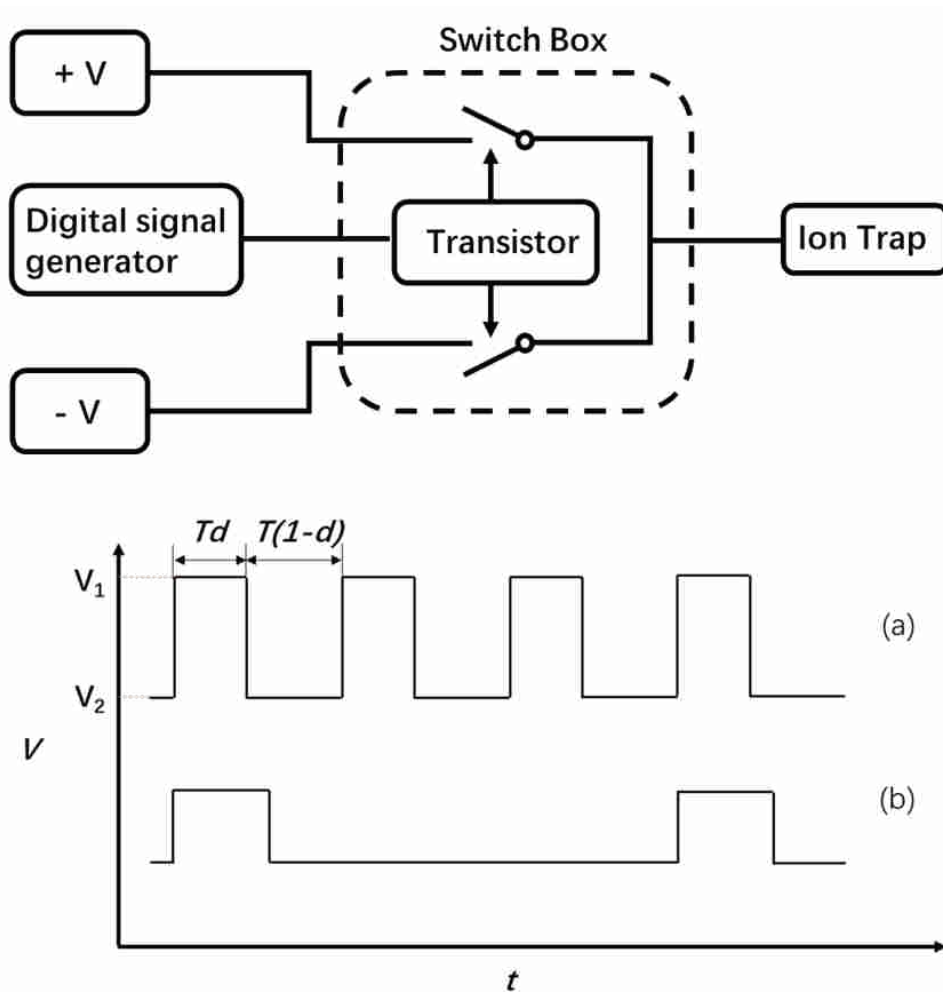 Switch Box
+ V
Digital signal
generator
Transistor
Ion Trap
- V
Td T(1-d)
V₁
(a)
V₂
V
(b)
t